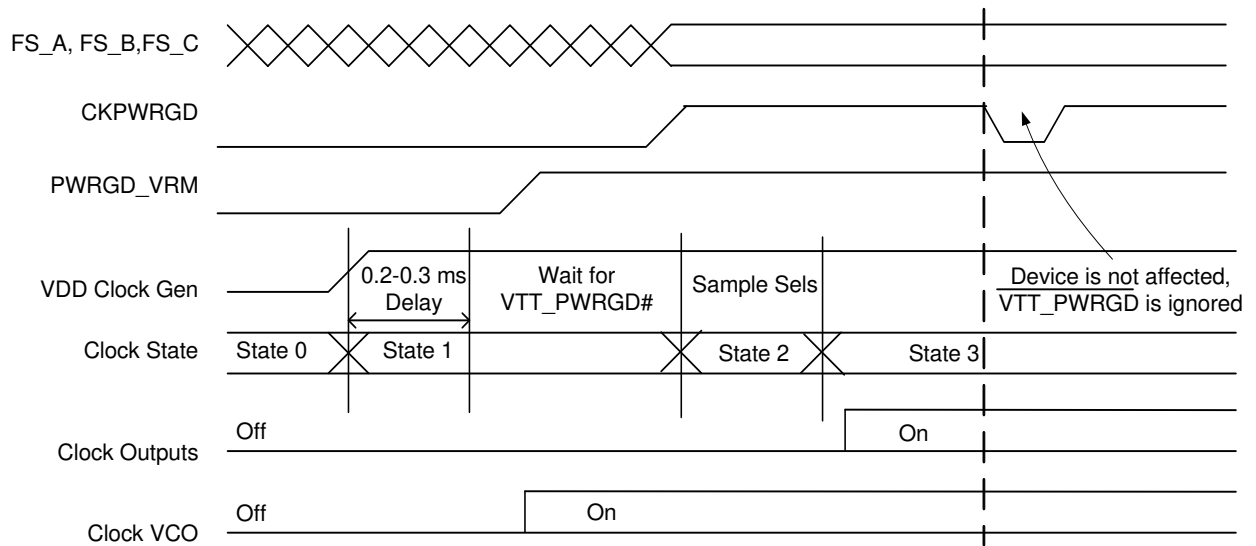 FS_A, FS_B,FS_C
CKPWRGD
PWRGD_VRM
VDD Clock Gen
0.2-0.3 ms
Delay
Wait for
VTT_PWRGD#
Sample Sels
Device is not affected,
VTT_PWRGD is ignored
Clock State
State 0
State 1
State 2
State 3
Clock Outputs
Off
On
Clock VCO
Off
On